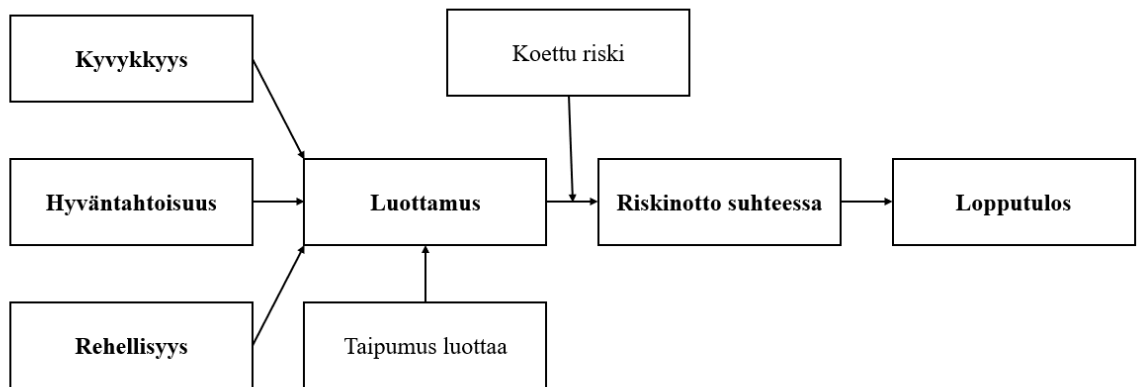 Kyvykkyys
Koettu riski
Hyväntahtoisuus
Luottamus
Riskinotto suhteessa
Lopputulos
Rehellisyys
Taipumus luottaa